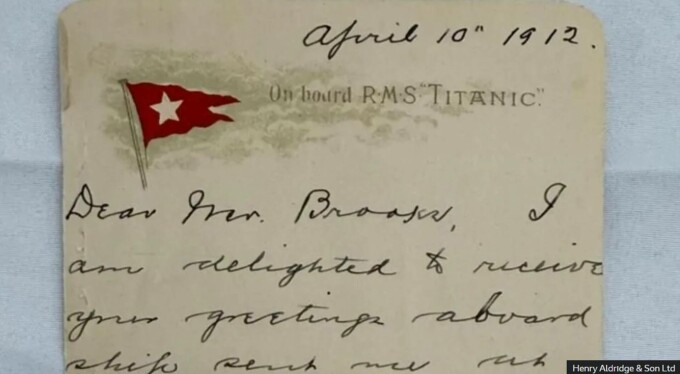 April 10" 1912.
On board R·M·S "TITANIC".
Dear Mr. Brooks, I
am delighted to receive
your greetings aboard
ship sent me at
Henry Aldridge & Son Ltd